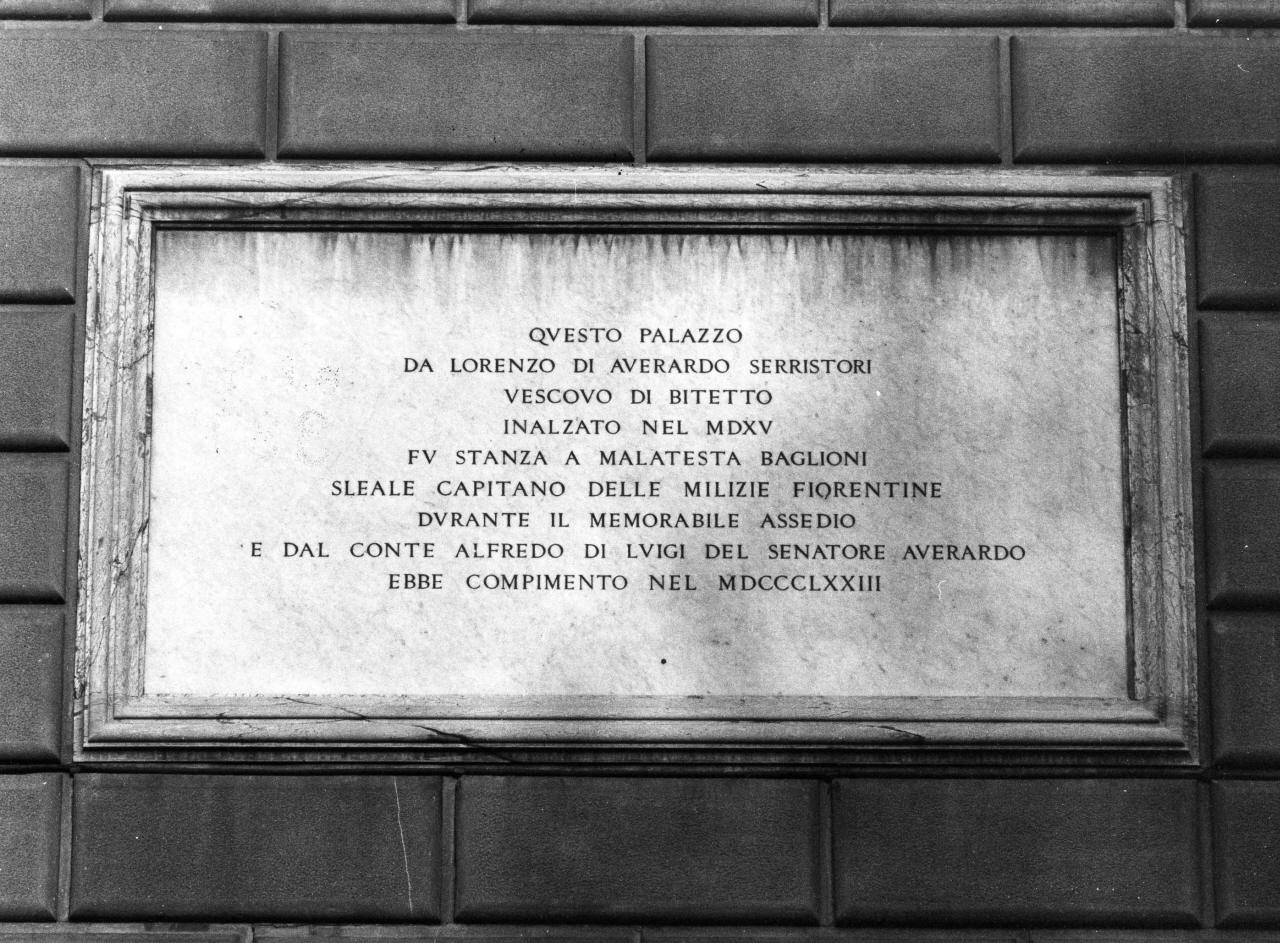 QVESTO PALAZZO
DA LORENZO DI AVERARDO SERRISTORI
VESCOVO DI BITETTO
INALZATO NEL MDXV
FV STANZA A MALATESTA BAGLIONI
SLEALE CAPITANO DELLE MILIZIE FIORENTINE
DVRANTE IL MEMORABILE ASSEDIO
E DAL CONTE ALFREDO DI LVIGI DEL SENATORE AVERARDO
EBBE COMPIMENTO NEL MDCCCLXXIII